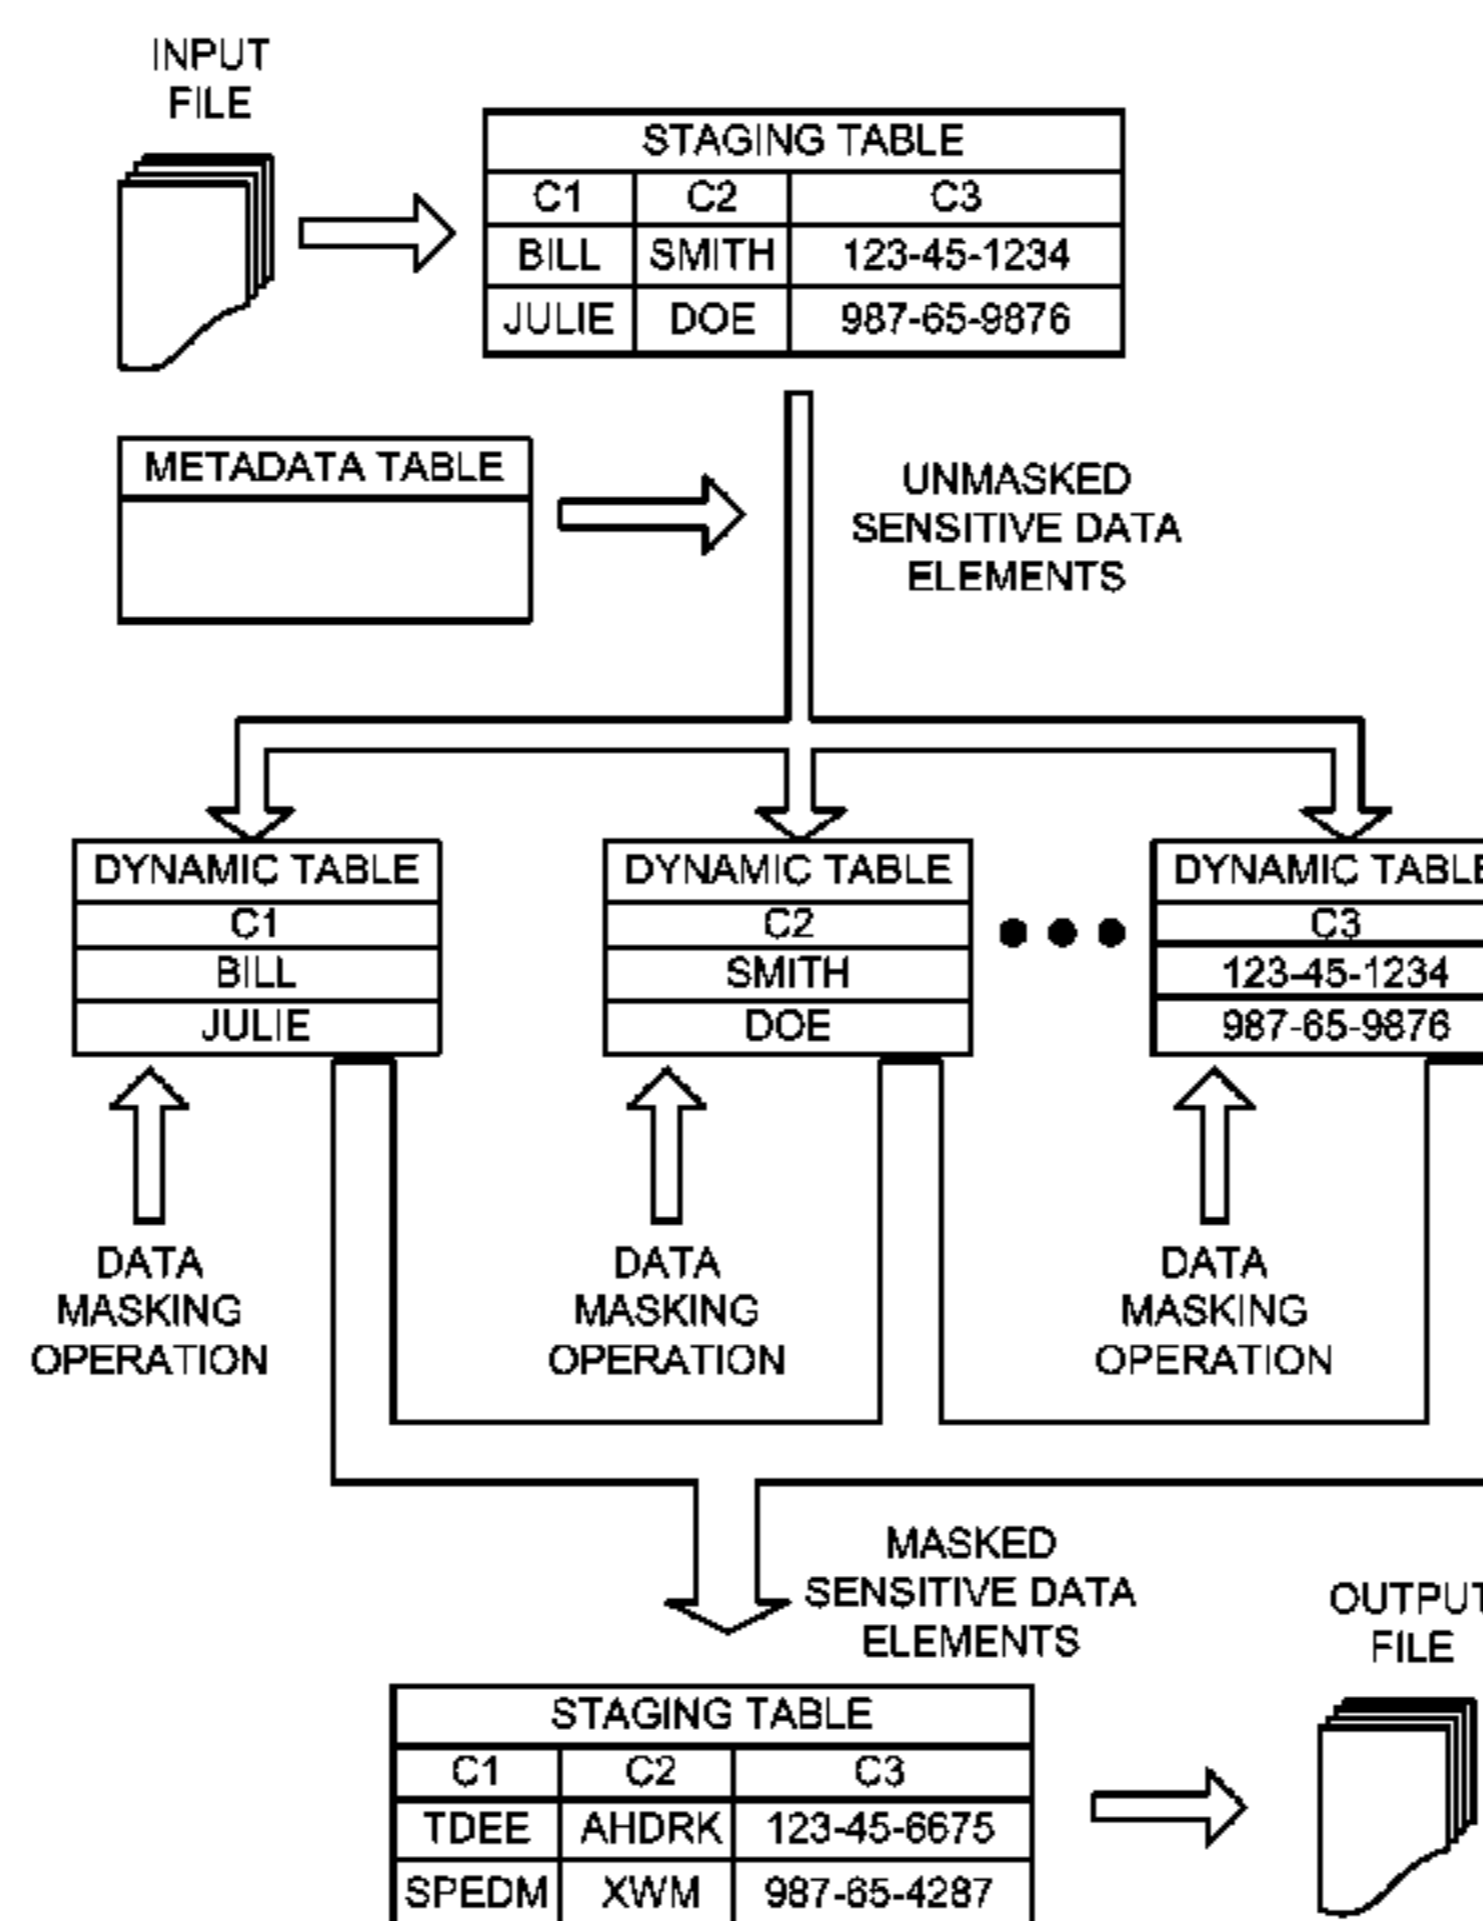 INPUT
FILE
STAGING TABLE
C1 C2 C3
BILL SMITH 123-45-1234
JULIE DOE 987-65-9876
METADATA TABLE
UNMASKED
SENSITIVE DATA
ELEMENTS
DYNAMIC TABLE
C1
BILL
JULIE
DYNAMIC TABLE
C2
SMITH
DOE
DYNAMIC TABLE
C3
123-45-1234
987-65-9876
DATA
MASKING
OPERATION
DATA
MASKING
OPERATION
DATA
MASKING
OPERATION
MASKED
SENSITIVE DATA
ELEMENTS
OUTPUT
FILE
STAGING TABLE
C1 C2 C3
TDEE AHDRK 123-45-6675
SPEDM XWM 987-65-4287